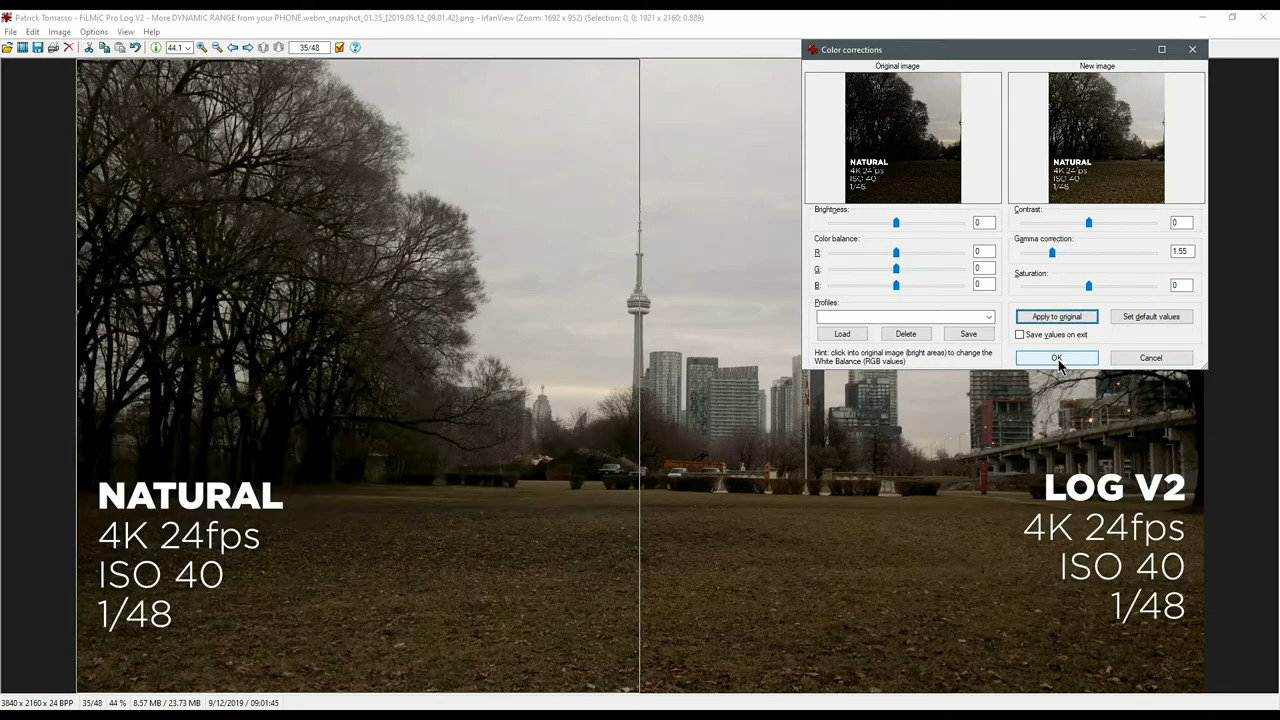 Patrick Tomasso - FiLMiC Pro Log V2 - More DYNAMIC RANGE from your PHONE.webm_snapshot_01.35_[2019.09.12_09.01.42].png - IrfanView (Zoom: 1692 x 952) (Selection: 0, 0; 1921 x 2160; 0.889)
File Edit Image Options View Help
44.1
35/48
Color corrections
Original image
New image
NATURAL
4K 24fps
ISO 40
1/48
NATURAL
4K 24fps
ISO 40
1/48
Brightness:
0
Contrast:
0
Color balance:
R:
0
G:
0
B:
0
Gamma correction:
1.55
Saturation:
0
Profiles:
Load
Delete
Save
Apply to original
Set default values
Save values on exit
Hint: click into original image (bright areas) to change the
White Balance (RGB values)
OK
Cancel
NATURAL
4K 24fps
ISO 40
1/48
LOG V2
4K 24fps
ISO 40
1/48
3840 x 2160 x 24 BPP
35/48
44 %
8.57 MB / 23.73 MB
9/12/2019 / 09:01:45